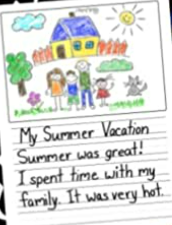 My Summer Vacation
Summer was great!
I spent time with my
family. It was very hot.